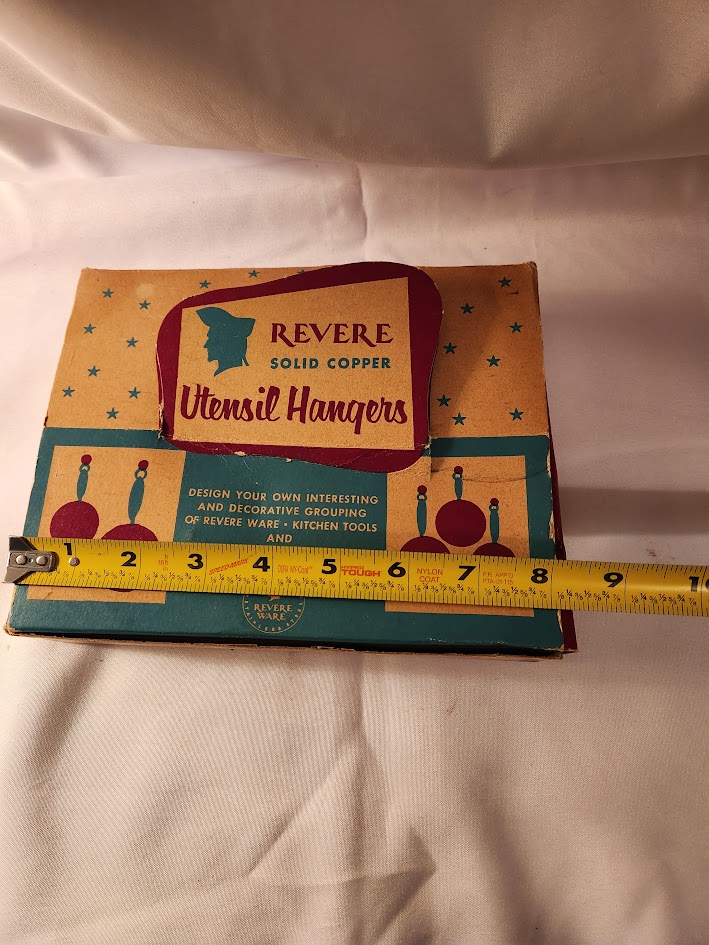 REVERE
SOLID COPPER
Utensil Hangers
DESIGN YOUR OWN INTERESTING
AND DECORATIVE GROUPING
OF REVERE WARE • KITCHEN TOOLS
AND
1 2 3 4 5 6 7 8 9 10
TOUGH
NYLON
COAT
REVERE
WARE